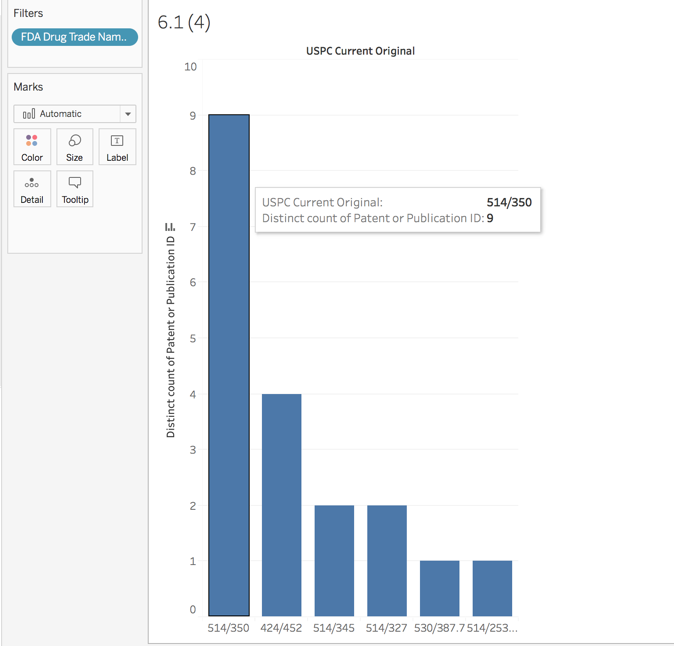 Filters
FDA Drug Trade Nam..
Marks
Automatic
Color
Size
Label
Detail
Tooltip
6.1 (4)
USPC Current Original
Distinct count of Patent or Publication ID
10
9
8
7
6
5
4
3
2
1
0
USPC Current Original: 514/350
Distinct count of Patent or Publication ID: 9
514/350 424/452 514/345 514/327 530/387.7 514/253...